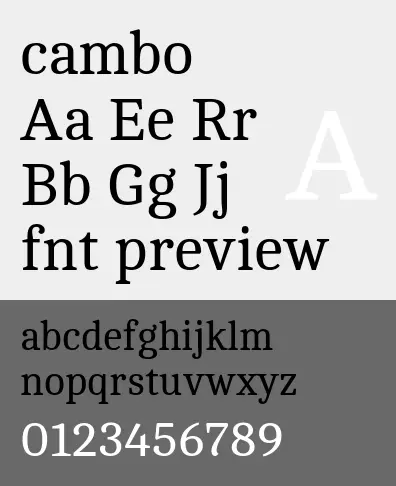 cambo
Aa Ee Rr
A
Bb Gg Jj
fnt preview
abcdefghijklm
nopqrstuvwxyz
0123456789